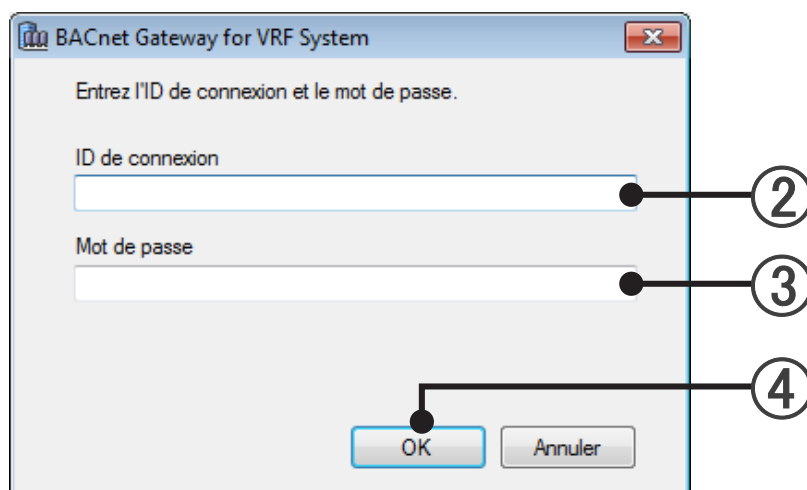 BACnet Gateway for VRF System
Entrez l'ID de connexion et le mot de passe.
ID de connexion
②
Mot de passe
③
④
OK
Annuler